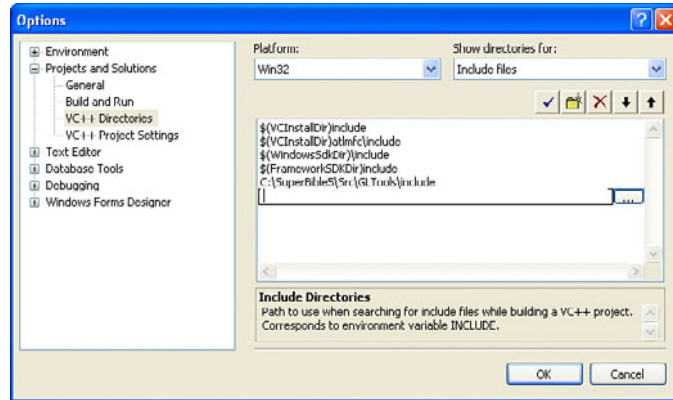 Options
Environment
Projects and Solutions
General
Build and Run
VC++ Directories
VC++ Project Settings
Text Editor
Database Tools
Debugging
Windows Forms Designer
Platform:
Win32
Show directories for:
Include files
$(VCInstallDir)include
$(VCInstallDir)atlmfc\include
$(WindowsSdkDir)\include
$(FrameworkSDKDir)include
C:\SuperBible5\Src\GLTools\include
...
Include Directories
Path to use when searching for include files while building a VC++ project.
Corresponds to environment variable INCLUDE.
OK
Cancel